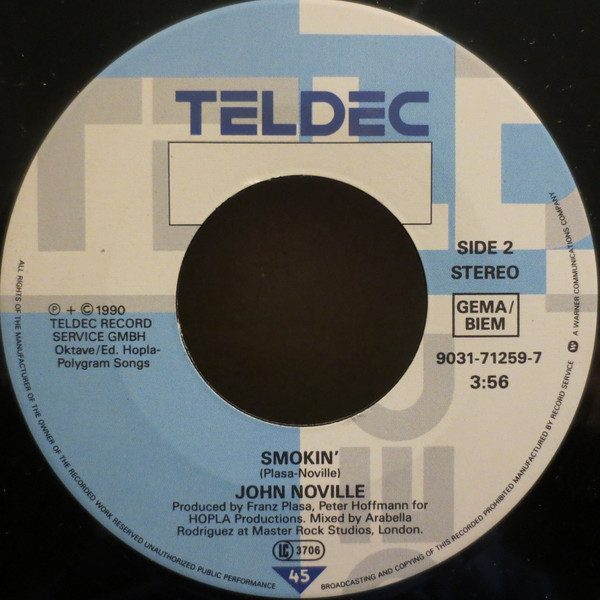 TELDEC
SIDE 2
STEREO
GEMA/
BIEM
9031-71259-7
3:56
Ⓟ + © 1990
TELDEC RECORD
SERVICE GMBH
Oktave/Ed. Hopla-
Polygram Songs
SMOKIN'
(Plasa-Noville)
JOHN NOVILLE
Produced by Franz Plasa, Peter Hoffmann for
HOPLA Productions. Mixed by Arabella
Rodriguez at Master Rock Studios, London.
LC 3706
45
ALL RIGHTS OF THE MANUFACTURER OF THE OWNER OF THE RECORDED WORK RESERVED UNAUTHORIZED PUBLIC PERFORMANCE
BROADCASTING AND COPYING OF THIS RECORDED PROHIBITED MANUFACTURED BY RECORD SERVICE
A WARNER COMMUNICATIONS COMPANY